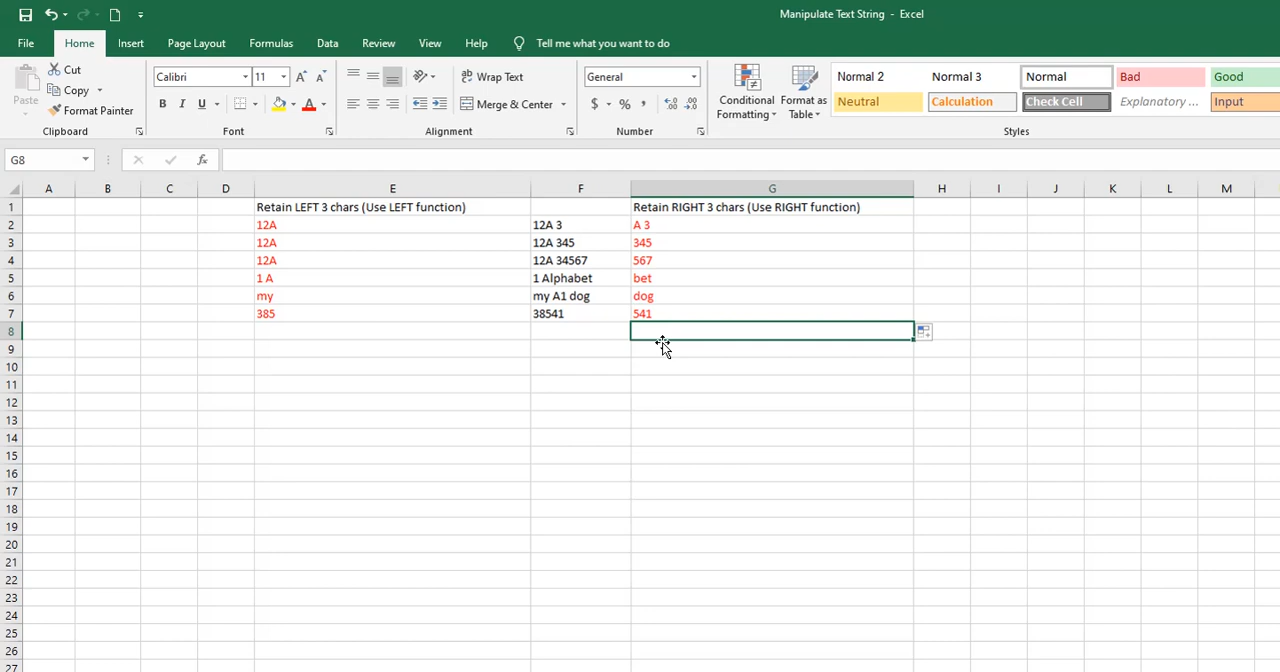 Manipulate Text String - Excel
File Home Insert Page Layout Formulas Data Review View Help Tell me what you want to do
Paste
Cut
Copy
Format Painter
Clipboard
Calibri 11 A A
B I U A
Font
Wrap Text
Merge & Center
Alignment
General
$ % , .00
Number
Conditional Formatting
Format as Table
Normal 2 Normal 3 Normal Bad Good
Neutral Calculation Check Cell Explanatory ... Input
Styles
G8 fx
A B C D E F G H I J K L M
1 Retain LEFT 3 chars (Use LEFT function) Retain RIGHT 3 chars (Use RIGHT function)
2 12A 12A 3 A 3
3 12A 12A 345 345
4 12A 12A 34567 567
5 1 A 1 Alphabet bet
6 my my A1 dog dog
7 385 38541 541
8
9
10
11
12
13
14
15
16
17
18
19
20
21
22
23
24
25
26
27